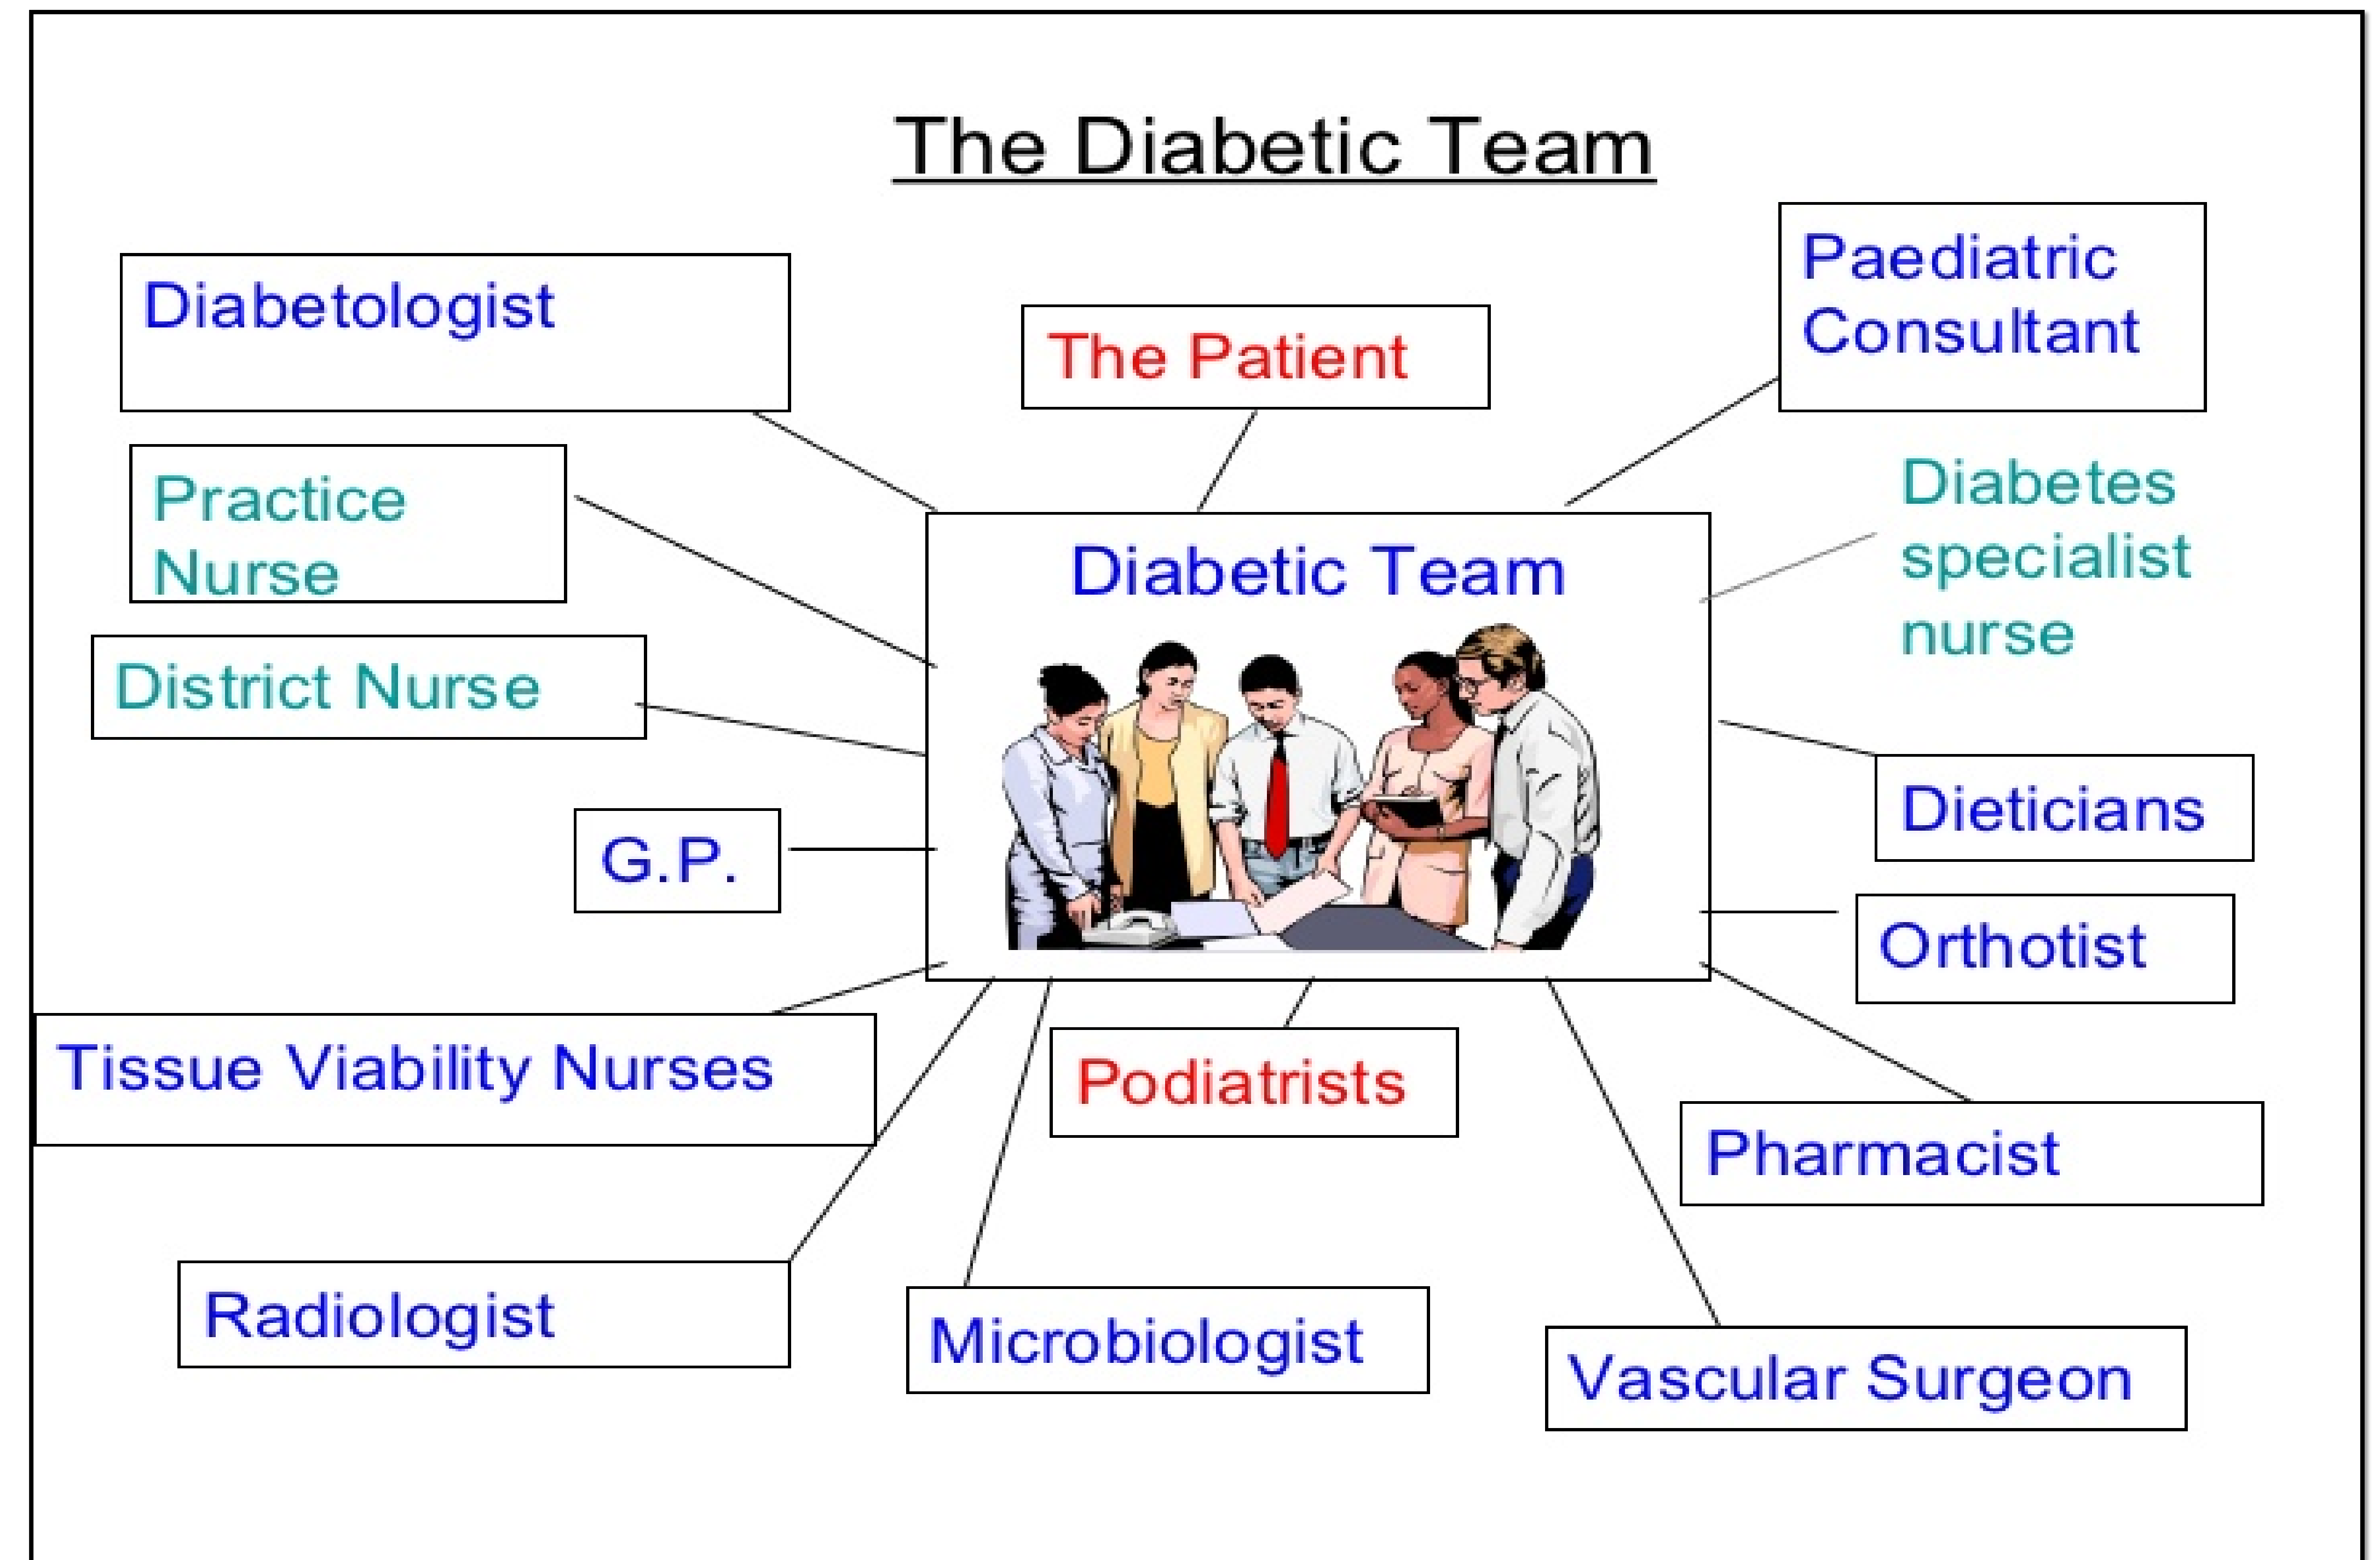 The Diabetic Team
Diabetologist
The Patient
Paediatric
Consultant
Practice
Nurse
Diabetes
specialist
nurse
Diabetic Team
District Nurse
Dieticians
G.P.
Orthotist
Tissue Viability Nurses
Podiatrists
Pharmacist
Radiologist
Microbiologist
Vascular Surgeon